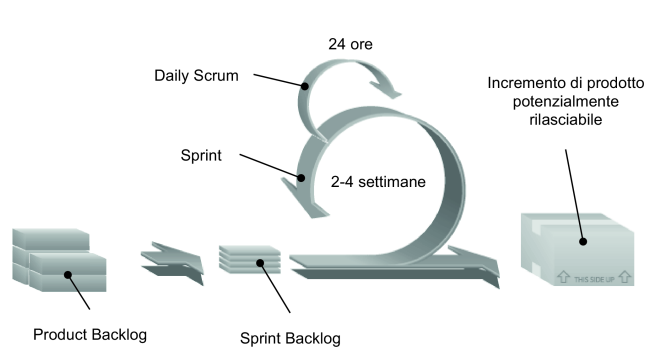 24 ore
Daily Scrum
Incremento di prodotto
potenzialmente
rilasciabile
Sprint
2-4 settimane
THIS SIDE UP
Product Backlog
Sprint Backlog